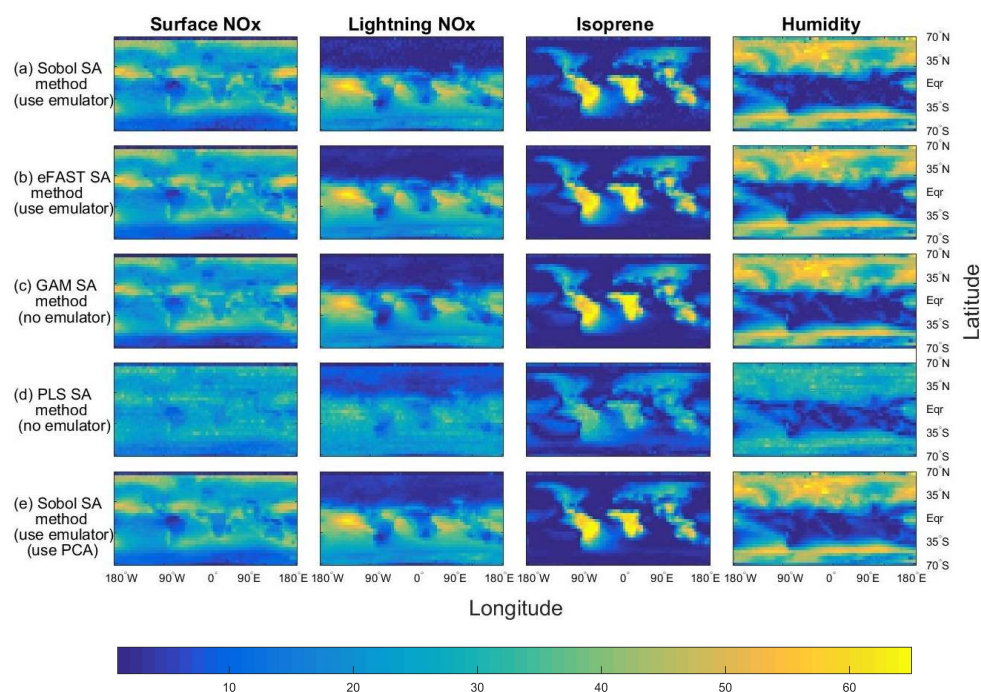 Surface NOx
Lightning NOx
Isoprene
Humidity
(a) Sobol SA
method
(use emulator)
70°N
35°N
Eqr
35°S
70°S
(b) eFAST SA
method
(use emulator)
70°N
35°N
Eqr
35°S
70°S
(c) GAM SA
method
(no emulator)
70°N
35°N
Eqr
35°S
70°S
Latitude
(d) PLS SA
method
(no emulator)
70°N
35°N
Eqr
35°S
70°S
(e) Sobol SA
method
(use emulator)
(use PCA)
70°N
35°N
Eqr
35°S
70°S
180°W 90°W 0° 90°E 180°E
90°W 0° 90°E 180°E
90°W 0° 90°E 180°E
90°W 0° 90°E 180°E
Longitude
10 20 30 40 50 60